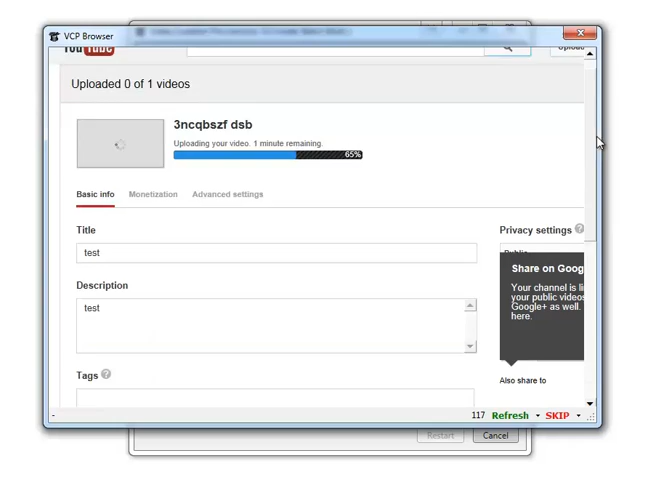 VCP Browser
YouTube
Uploaded 0 of 1 videos
3ncqbszf dsb
Uploading your video. 1 minute remaining.
65%
Basic info
Monetization
Advanced settings
Title
Privacy settings
test
Public
Description
Share on Goog
test
Your channel is li
your public videos
Google+ as well.
here.
Tags
Also share to
-
117
Refresh
SKIP
Restart
Cancel